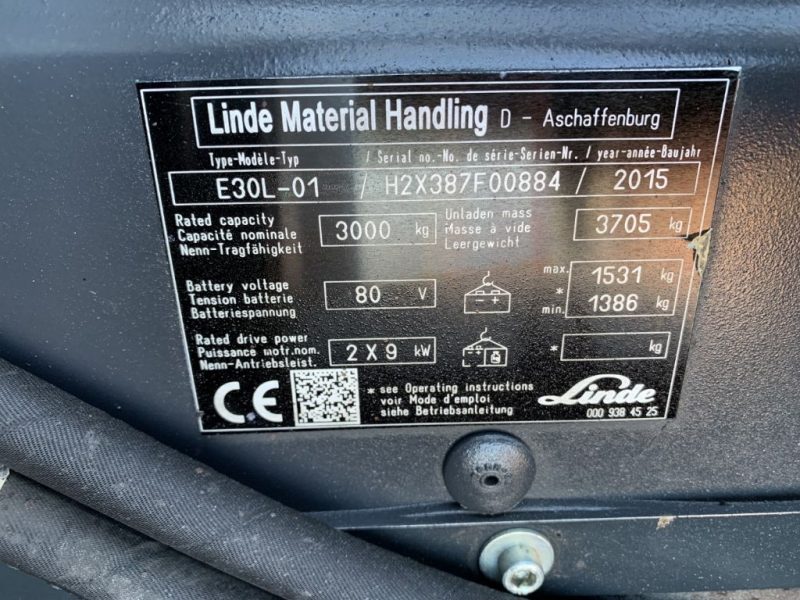 Linde Material Handling D - Aschaffenburg
Type-Modèle-Typ / Serial no.-No. de série-Serien-Nr. / year-année-Baujahr
E30L-01 / H2X387F00884 / 2015
Rated capacity
Capacité nominale
Nenn-Tragfähigkeit
3000 kg
Unladen mass
Masse à vide
Leergewicht
3705 kg
Battery voltage
Tension batterie
Batteriespannung
80 V
- +
max. 1531 kg
*
min. 1386 kg
Rated drive power
Puissance motr.nom.
Nenn-Antriebsleist.
2 X 9 kW
- +
* kg
CE
* see Operating instructions
voir Mode d'emploi
siehe Betriebsanleitung
Linde
000 938 45 25